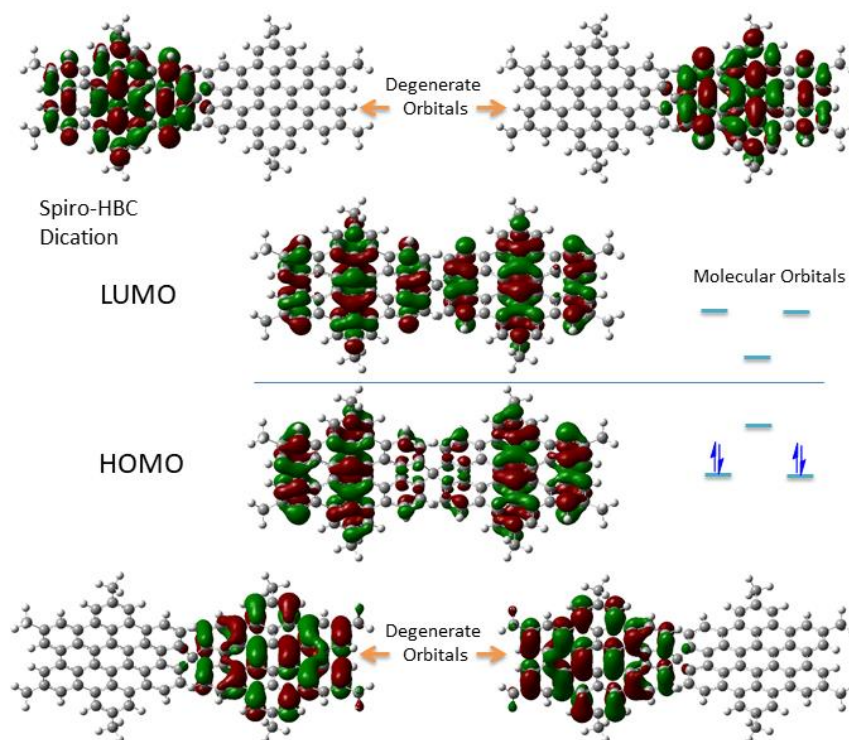 Degenerate
Orbitals
Spiro-HBC
Dication
LUMO
Molecular Orbitals
HOMO
Degenerate
Orbitals